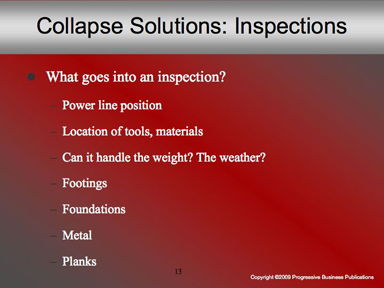 Collapse Solutions: Inspections
● What goes into an inspection?
– Power line position
– Location of tools, materials
– Can it handle the weight? The weather?
– Footings
– Foundations
– Metal
– Planks
13
Copyright ©2009 Progressive Business Publications